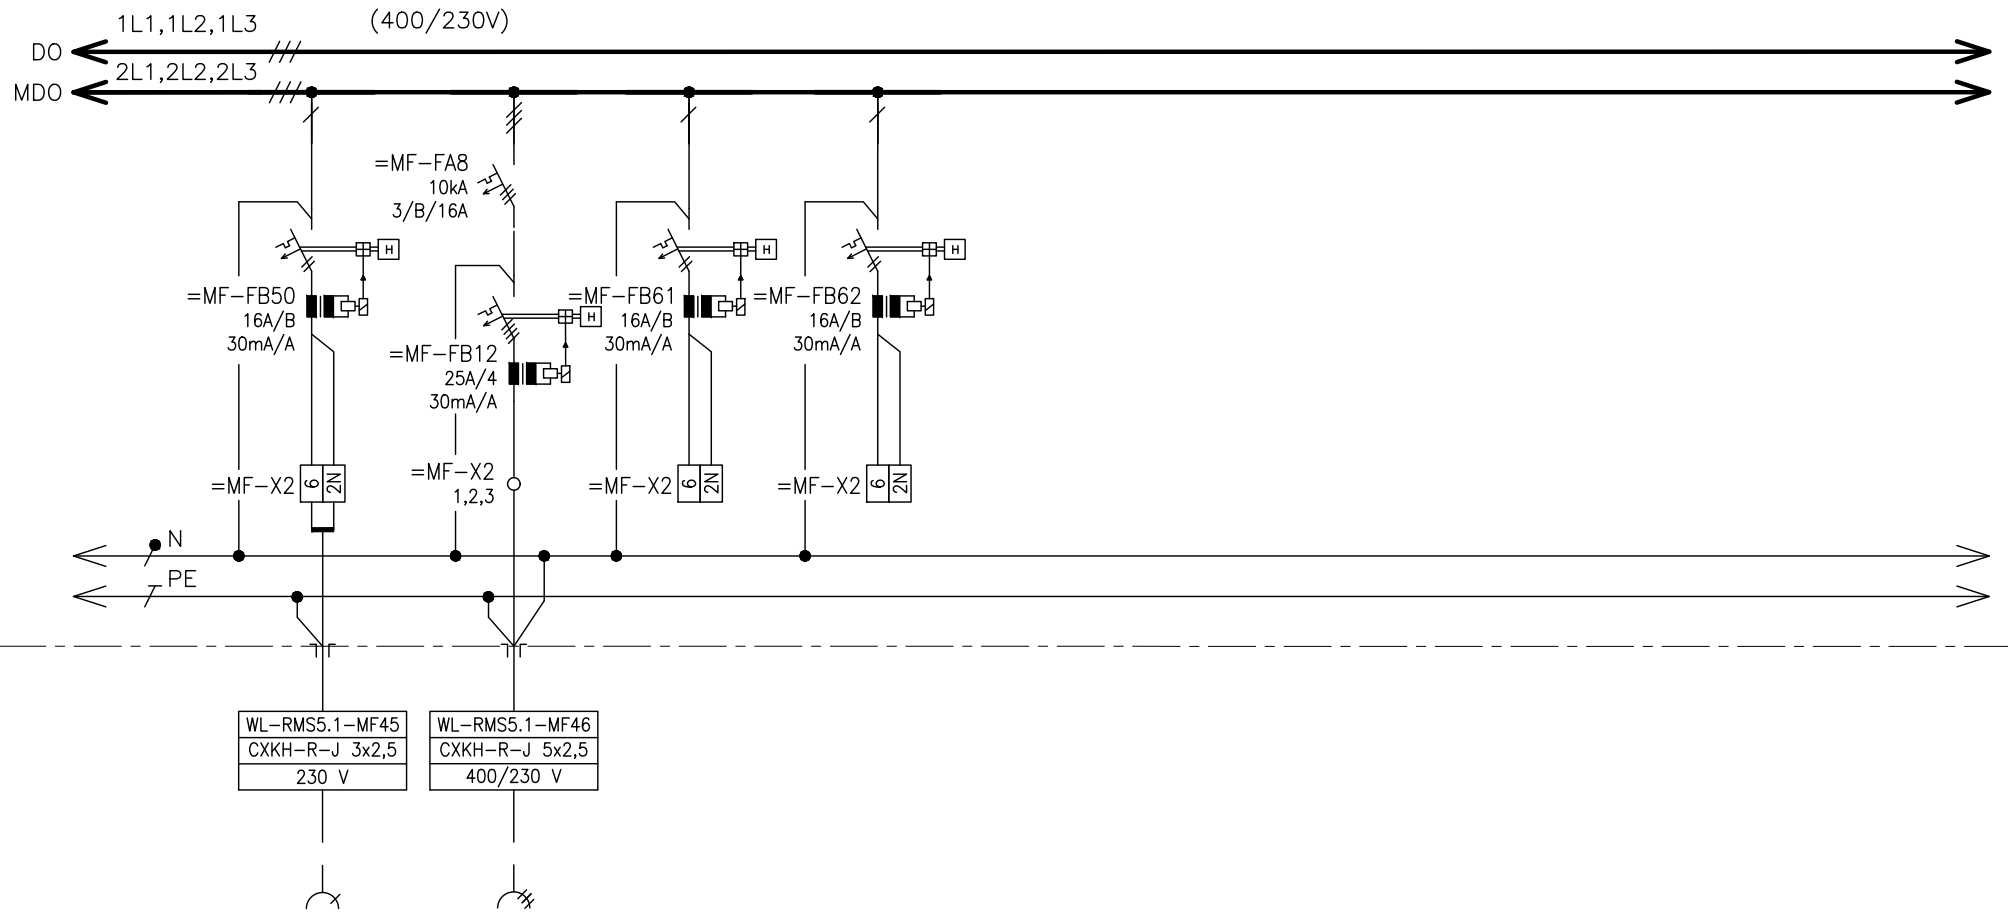 1L1,1L2,1L3 (400/230V)
DO
2L1,2L2,2L3
MDO
=MF-FA8
10kA
3/B/16A
H
H
H
H
=MF-FB50
16A/B
30mA/A
=MF-FB12
25A/4
30mA/A
=MF-FB61
16A/B
30mA/A
=MF-FB62
16A/B
30mA/A
=MF-X2 6 2N
=MF-X2
1,2,3
=MF-X2 6 2N
=MF-X2 6 2N
N
PE
WL-RMS5.1-MF45
CXKH-R-J 3x2,5
230 V
WL-RMS5.1-MF46
CXKH-R-J 5x2,5
400/230 V